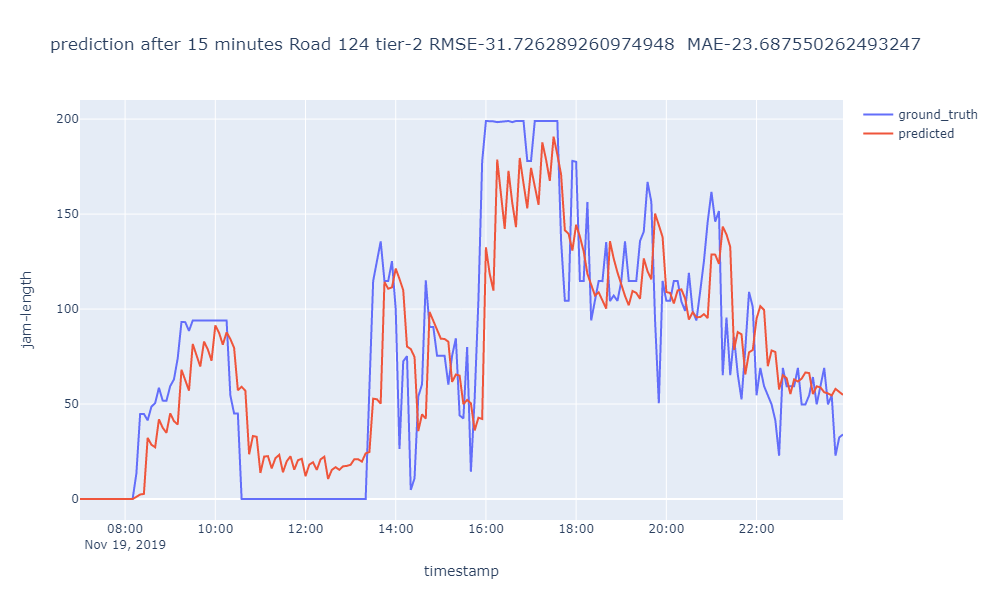 prediction after 15 minutes Road 124 tier-2 RMSE-31.726289260974948  MAE-23.687550262493247
ground_truth
predicted
200
150
100
50
0
jam-length
08:00 10:00 12:00 14:00 16:00 18:00 20:00 22:00
Nov 19, 2019
timestamp